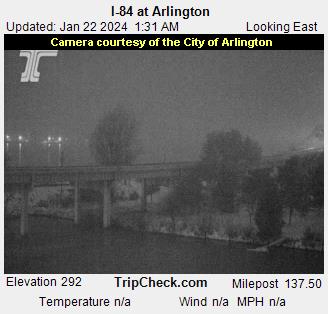 I-84 at Arlington
Updated: Jan 22 2024 1:31 AM Looking East
Camera courtesy of the City of Arlington
Elevation 292 TripCheck.com Milepost 137.50
Temperature n/a Wind n/a MPH n/a